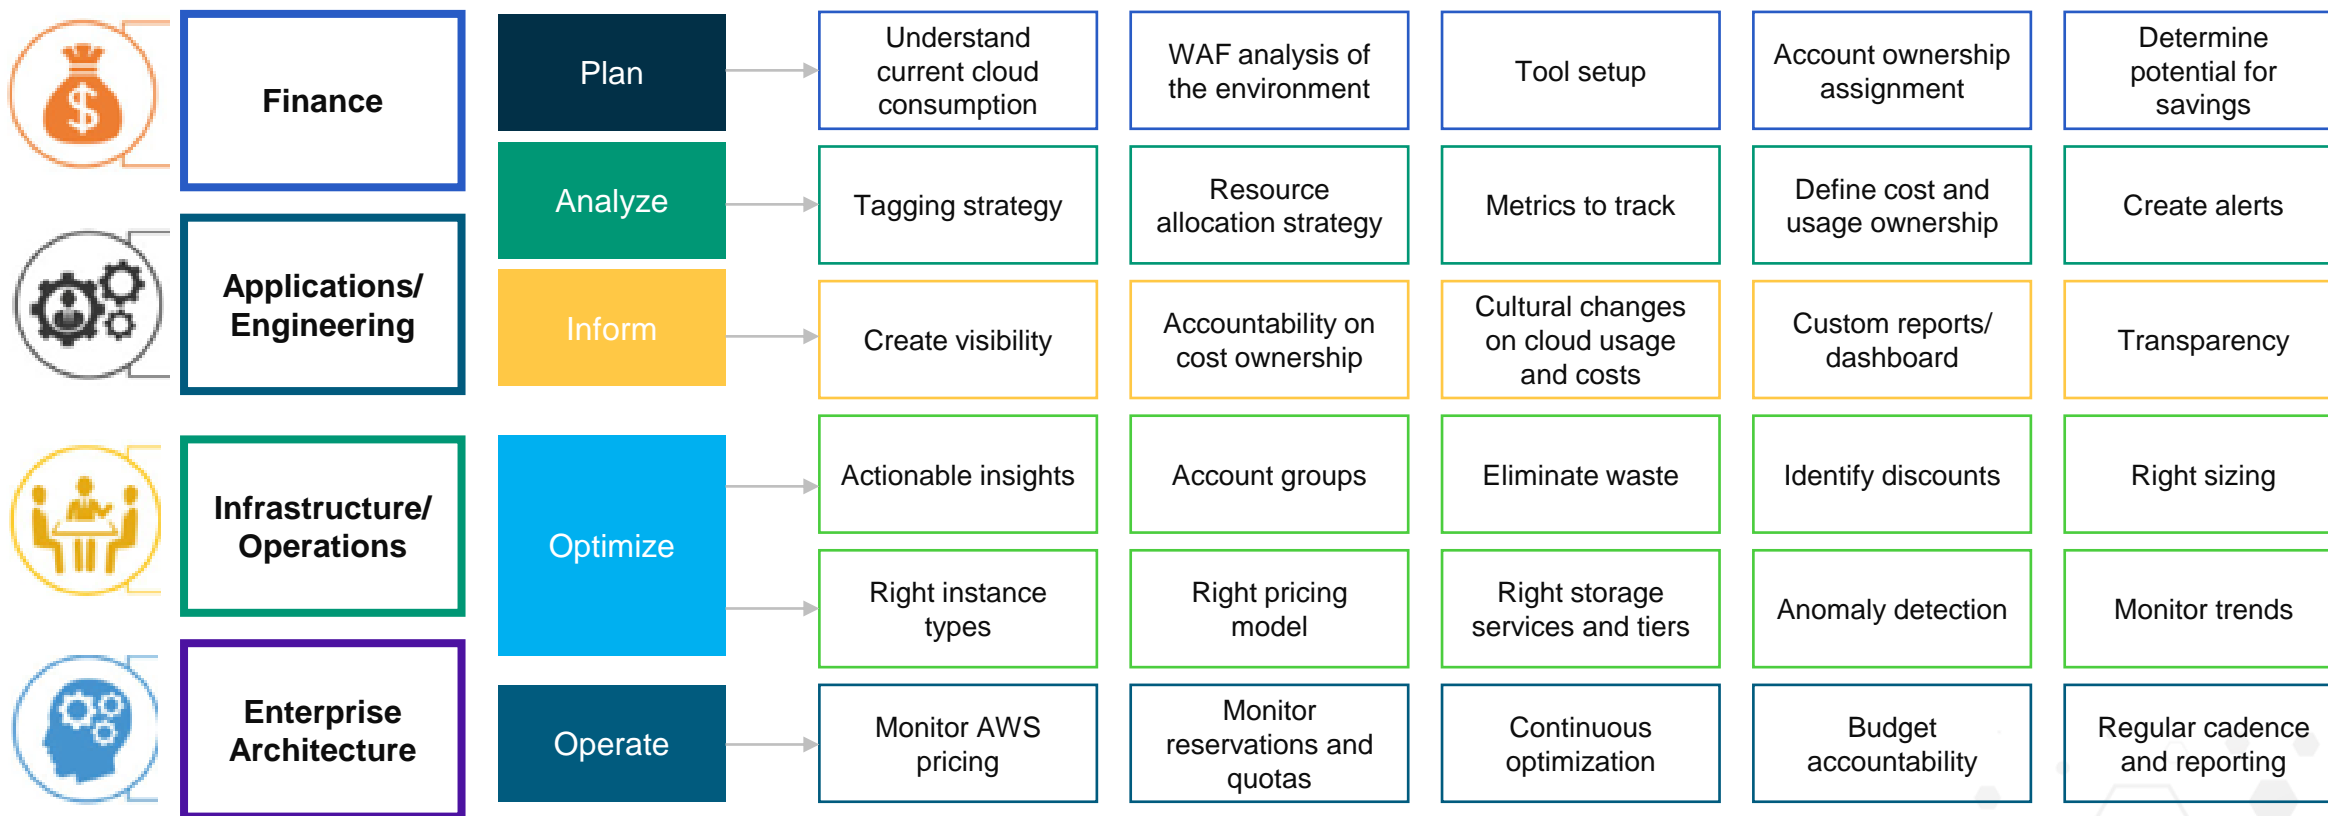 Finance
Applications/
Engineering
Infrastructure/
Operations
Enterprise
Architecture
Plan
Understand
current cloud
consumption
WAF analysis of
the environment
Tool setup
Account ownership
assignment
Determine
potential for
savings
Analyze
Tagging strategy
Resource
allocation strategy
Metrics to track
Define cost and
usage ownership
Create alerts
Inform
Create visibility
Accountability on
cost ownership
Cultural changes
on cloud usage
and costs
Custom reports/
dashboard
Transparency
Optimize
Actionable insights
Account groups
Eliminate waste
Identify discounts
Right sizing
Right instance
types
Right pricing
model
Right storage
services and tiers
Anomaly detection
Monitor trends
Operate
Monitor AWS
pricing
Monitor
reservations and
quotas
Continuous
optimization
Budget
accountability
Regular cadence
and reporting